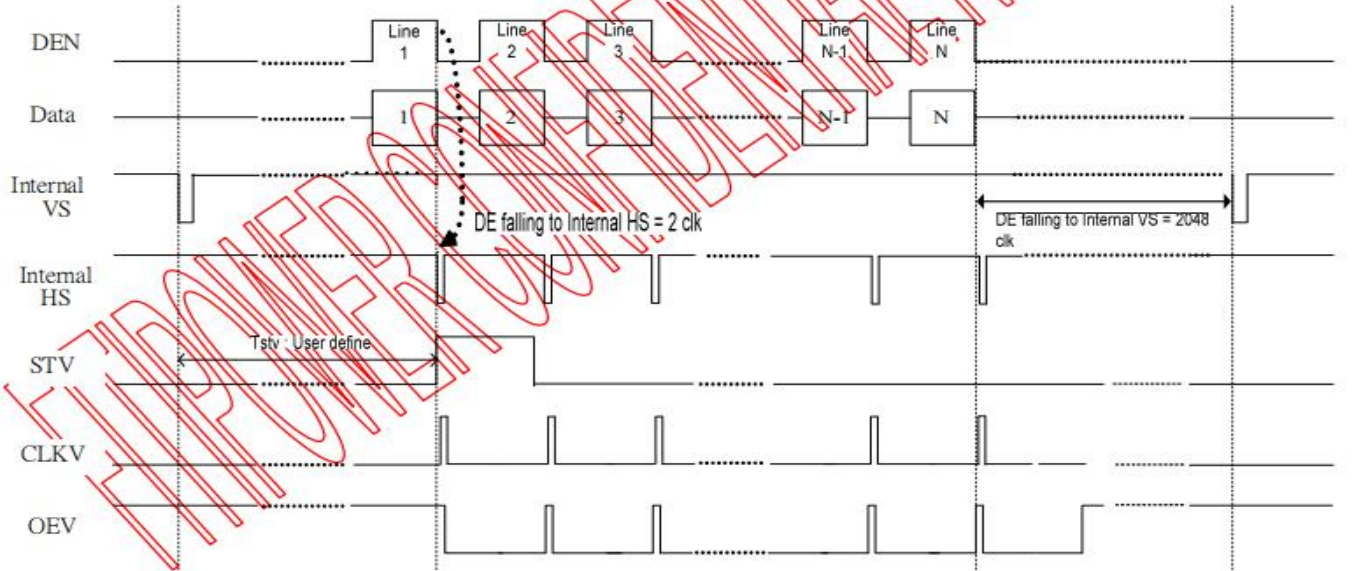 DEN
Line
1
Line
2
Line
3
Line
N-1
Line
N
Data
1
2
3
N-1
N
Internal
VS
DE falling to Internal HS = 2 clk
DE falling to Internal VS = 2048
clk
Internal
HS
Tstv : User define
STV
CLKV
OEV